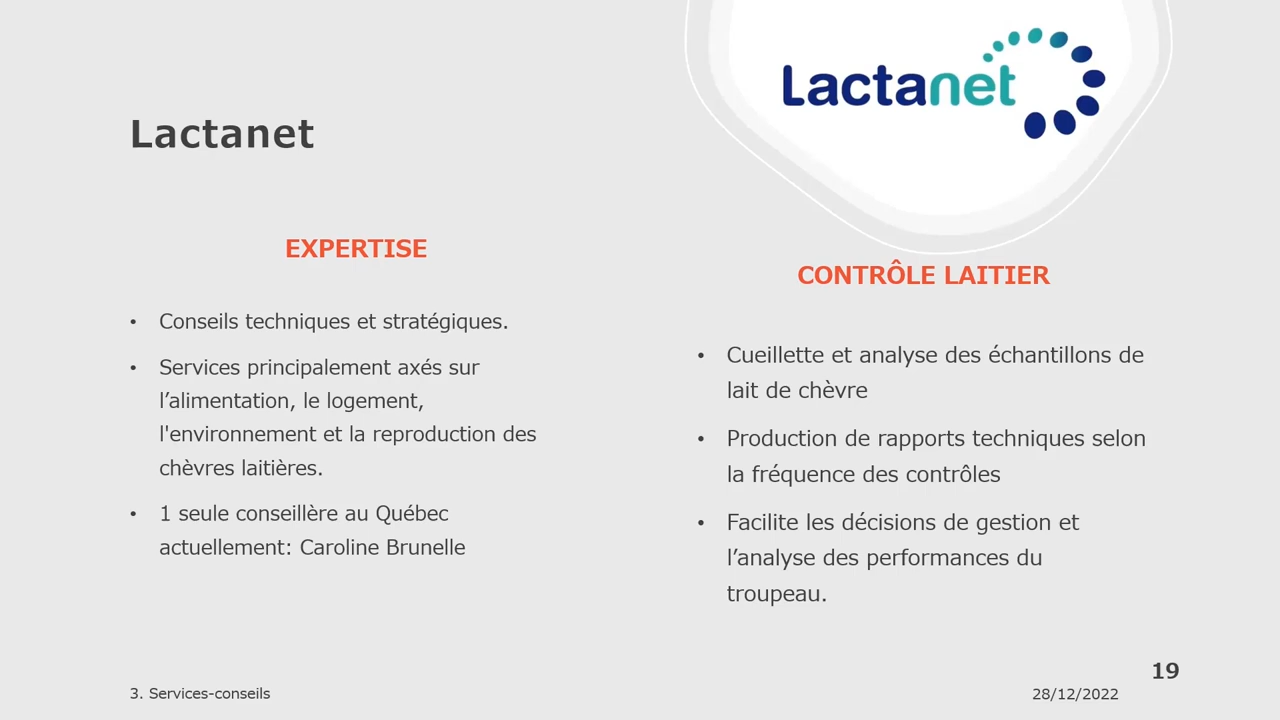 Lactanet
Lactanet
EXPERTISE
• Conseils techniques et stratégiques.
• Services principalement axés sur
l’alimentation, le logement,
l'environnement et la reproduction des
chèvres laitières.
• 1 seule conseillère au Québec
actuellement: Caroline Brunelle
CONTRÔLE LAITIER
• Cueillette et analyse des échantillons de
lait de chèvre
• Production de rapports techniques selon
la fréquence des contrôles
• Facilite les décisions de gestion et
l’analyse des performances du
troupeau.
19
3. Services-conseils
28/12/2022